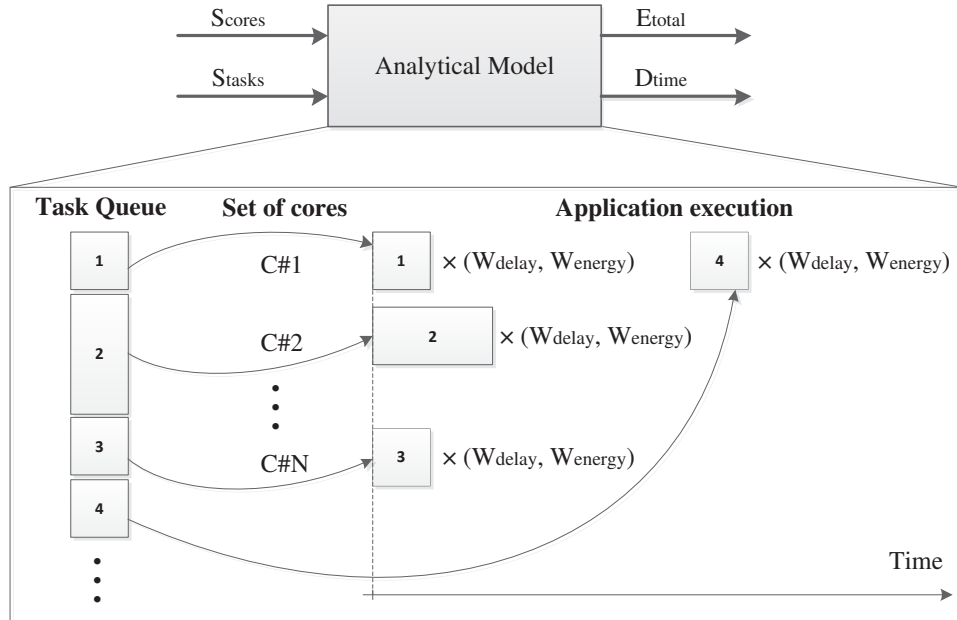 Scores
Etotal
Analytical Model
Stasks
Dtime
Task Queue
Set of cores
Application execution
1
C#1
1 × (Wdelay, Wenergy)
4 × (Wdelay, Wenergy)
2
C#2
2 × (Wdelay, Wenergy)
3
C#N
3 × (Wdelay, Wenergy)
4
Time